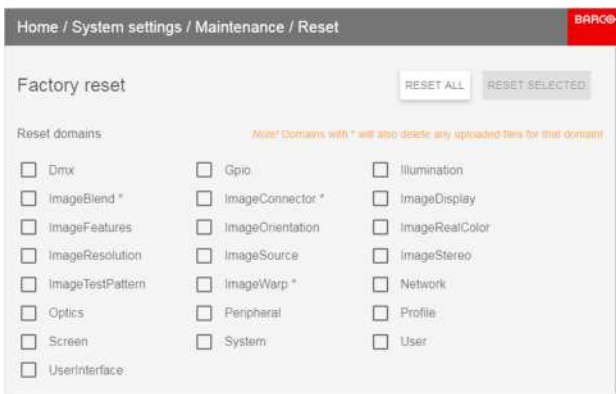 Home / System settings / Maintenance / Reset
BARCO
Factory reset
RESET ALL
RESET SELECTED
Reset domains
Note! Domains with * will also delete any uploaded files for that domain!
Dmx
Gpio
Illumination
ImageBlend *
ImageConnector *
ImageDisplay
ImageFeatures
ImageOrientation
ImageRealColor
ImageResolution
ImageSource
ImageStereo
ImageTestPattern
ImageWarp *
Network
Optics
Peripheral
Profile
Screen
System
User
UserInterface